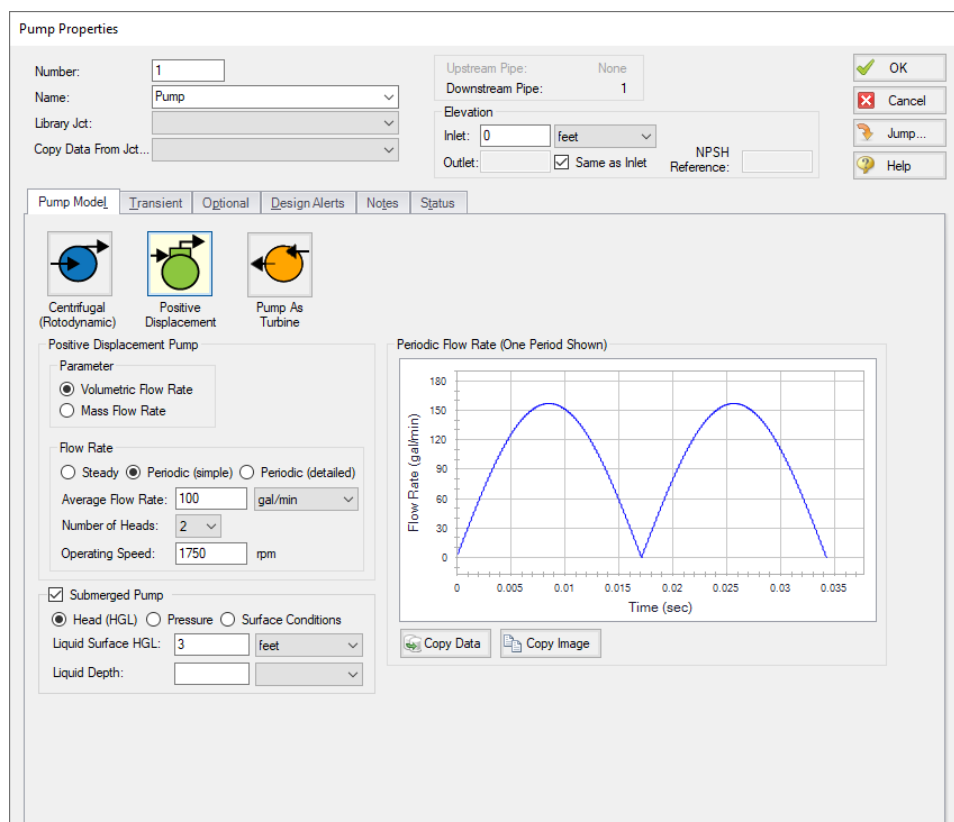 Pump Properties
Number: 1
Name: Pump
Library Jct:
Copy Data From Jct...
Upstream Pipe: None
Downstream Pipe: 1
Elevation
Inlet: 0 feet
Outlet: Same as Inlet
NPSH
Reference:
OK
Cancel
Jump...
Help
Pump Model Transient Optional Design Alerts Notes Status
Centrifugal
(Rotodynamic)
Positive
Displacement
Pump As
Turbine
Positive Displacement Pump
Parameter
Volumetric Flow Rate
Mass Flow Rate
Flow Rate
Steady Periodic (simple) Periodic (detailed)
Average Flow Rate: 100 gal/min
Number of Heads: 2
Operating Speed: 1750 rpm
Submerged Pump
Head (HGL) Pressure Surface Conditions
Liquid Surface HGL: 3 feet
Liquid Depth:
Periodic Flow Rate (One Period Shown)
Flow Rate (gal/min)
180
150
120
90
60
30
0
0 0.005 0.01 0.015 0.02 0.025 0.03 0.035
Time (sec)
Copy Data Copy Image